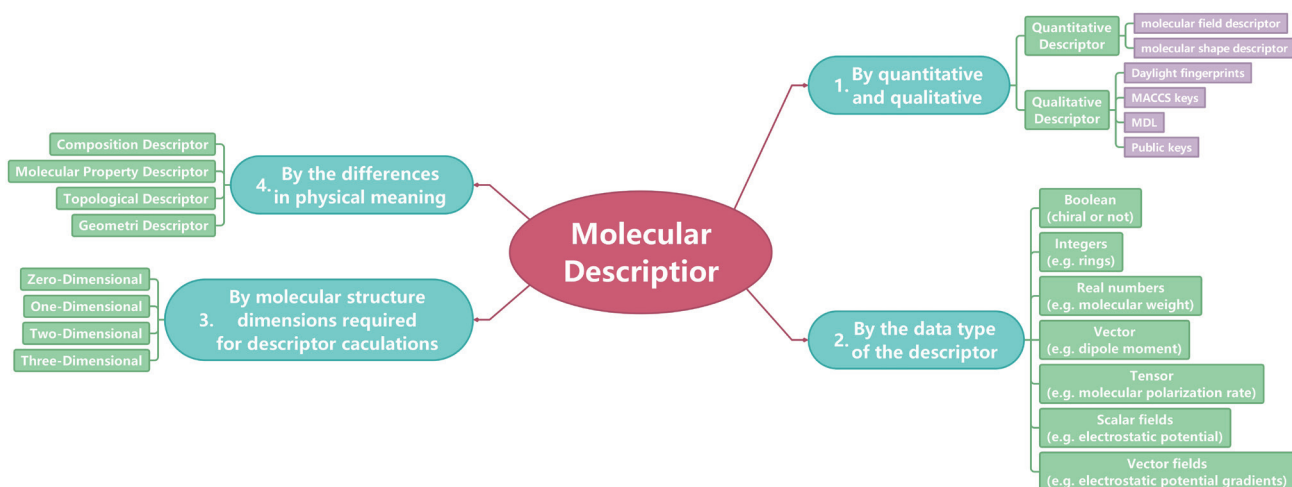 Molecular
Descriptior
1. By quantitative
and qualitative
Quantitative
Descriptor
molecular field descriptor
molecular shape descriptor
Qualitative
Descriptor
Daylight fingerprints
MACCS keys
MDL
Public keys
2. By the data type
of the descriptor
Boolean
(chiral or not)
Integers
(e.g. rings)
Real numbers
(e.g. molecular weight)
Vector
(e.g. dipole moment)
Tensor
(e.g. molecular polarization rate)
Scalar fields
(e.g. electrostatic potential)
Vector fields
(e.g. electrostatic potential gradients)
3. By molecular structure
dimensions required
for descriptor caculations
Zero-Dimensional
One-Dimensional
Two-Dimensional
Three-Dimensional
4. By the differences
in physical meaning
Composition Descriptor
Molecular Property Descriptor
Topological Descriptor
Geometri Descriptor